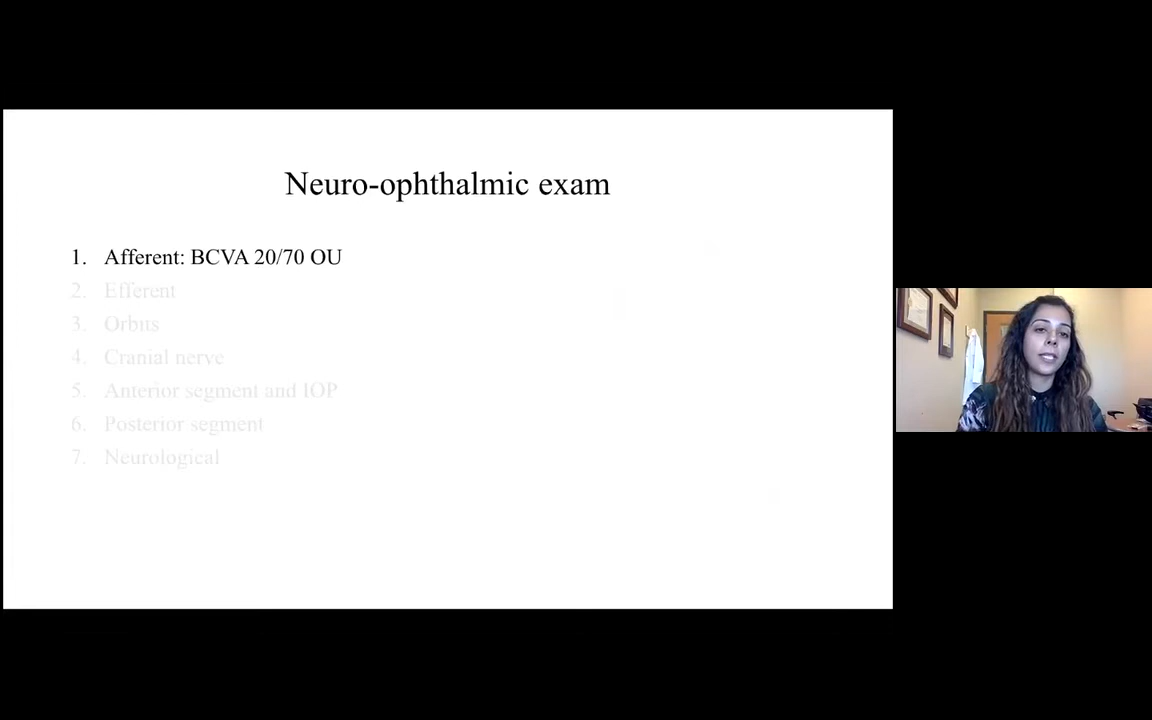 Neuro-ophthalmic exam
1. Afferent: BCVA 20/70 OU
2. Efferent
3. Orbits
4. Cranial nerve
5. Anterior segment and IOP
6. Posterior segment
7. Neurological